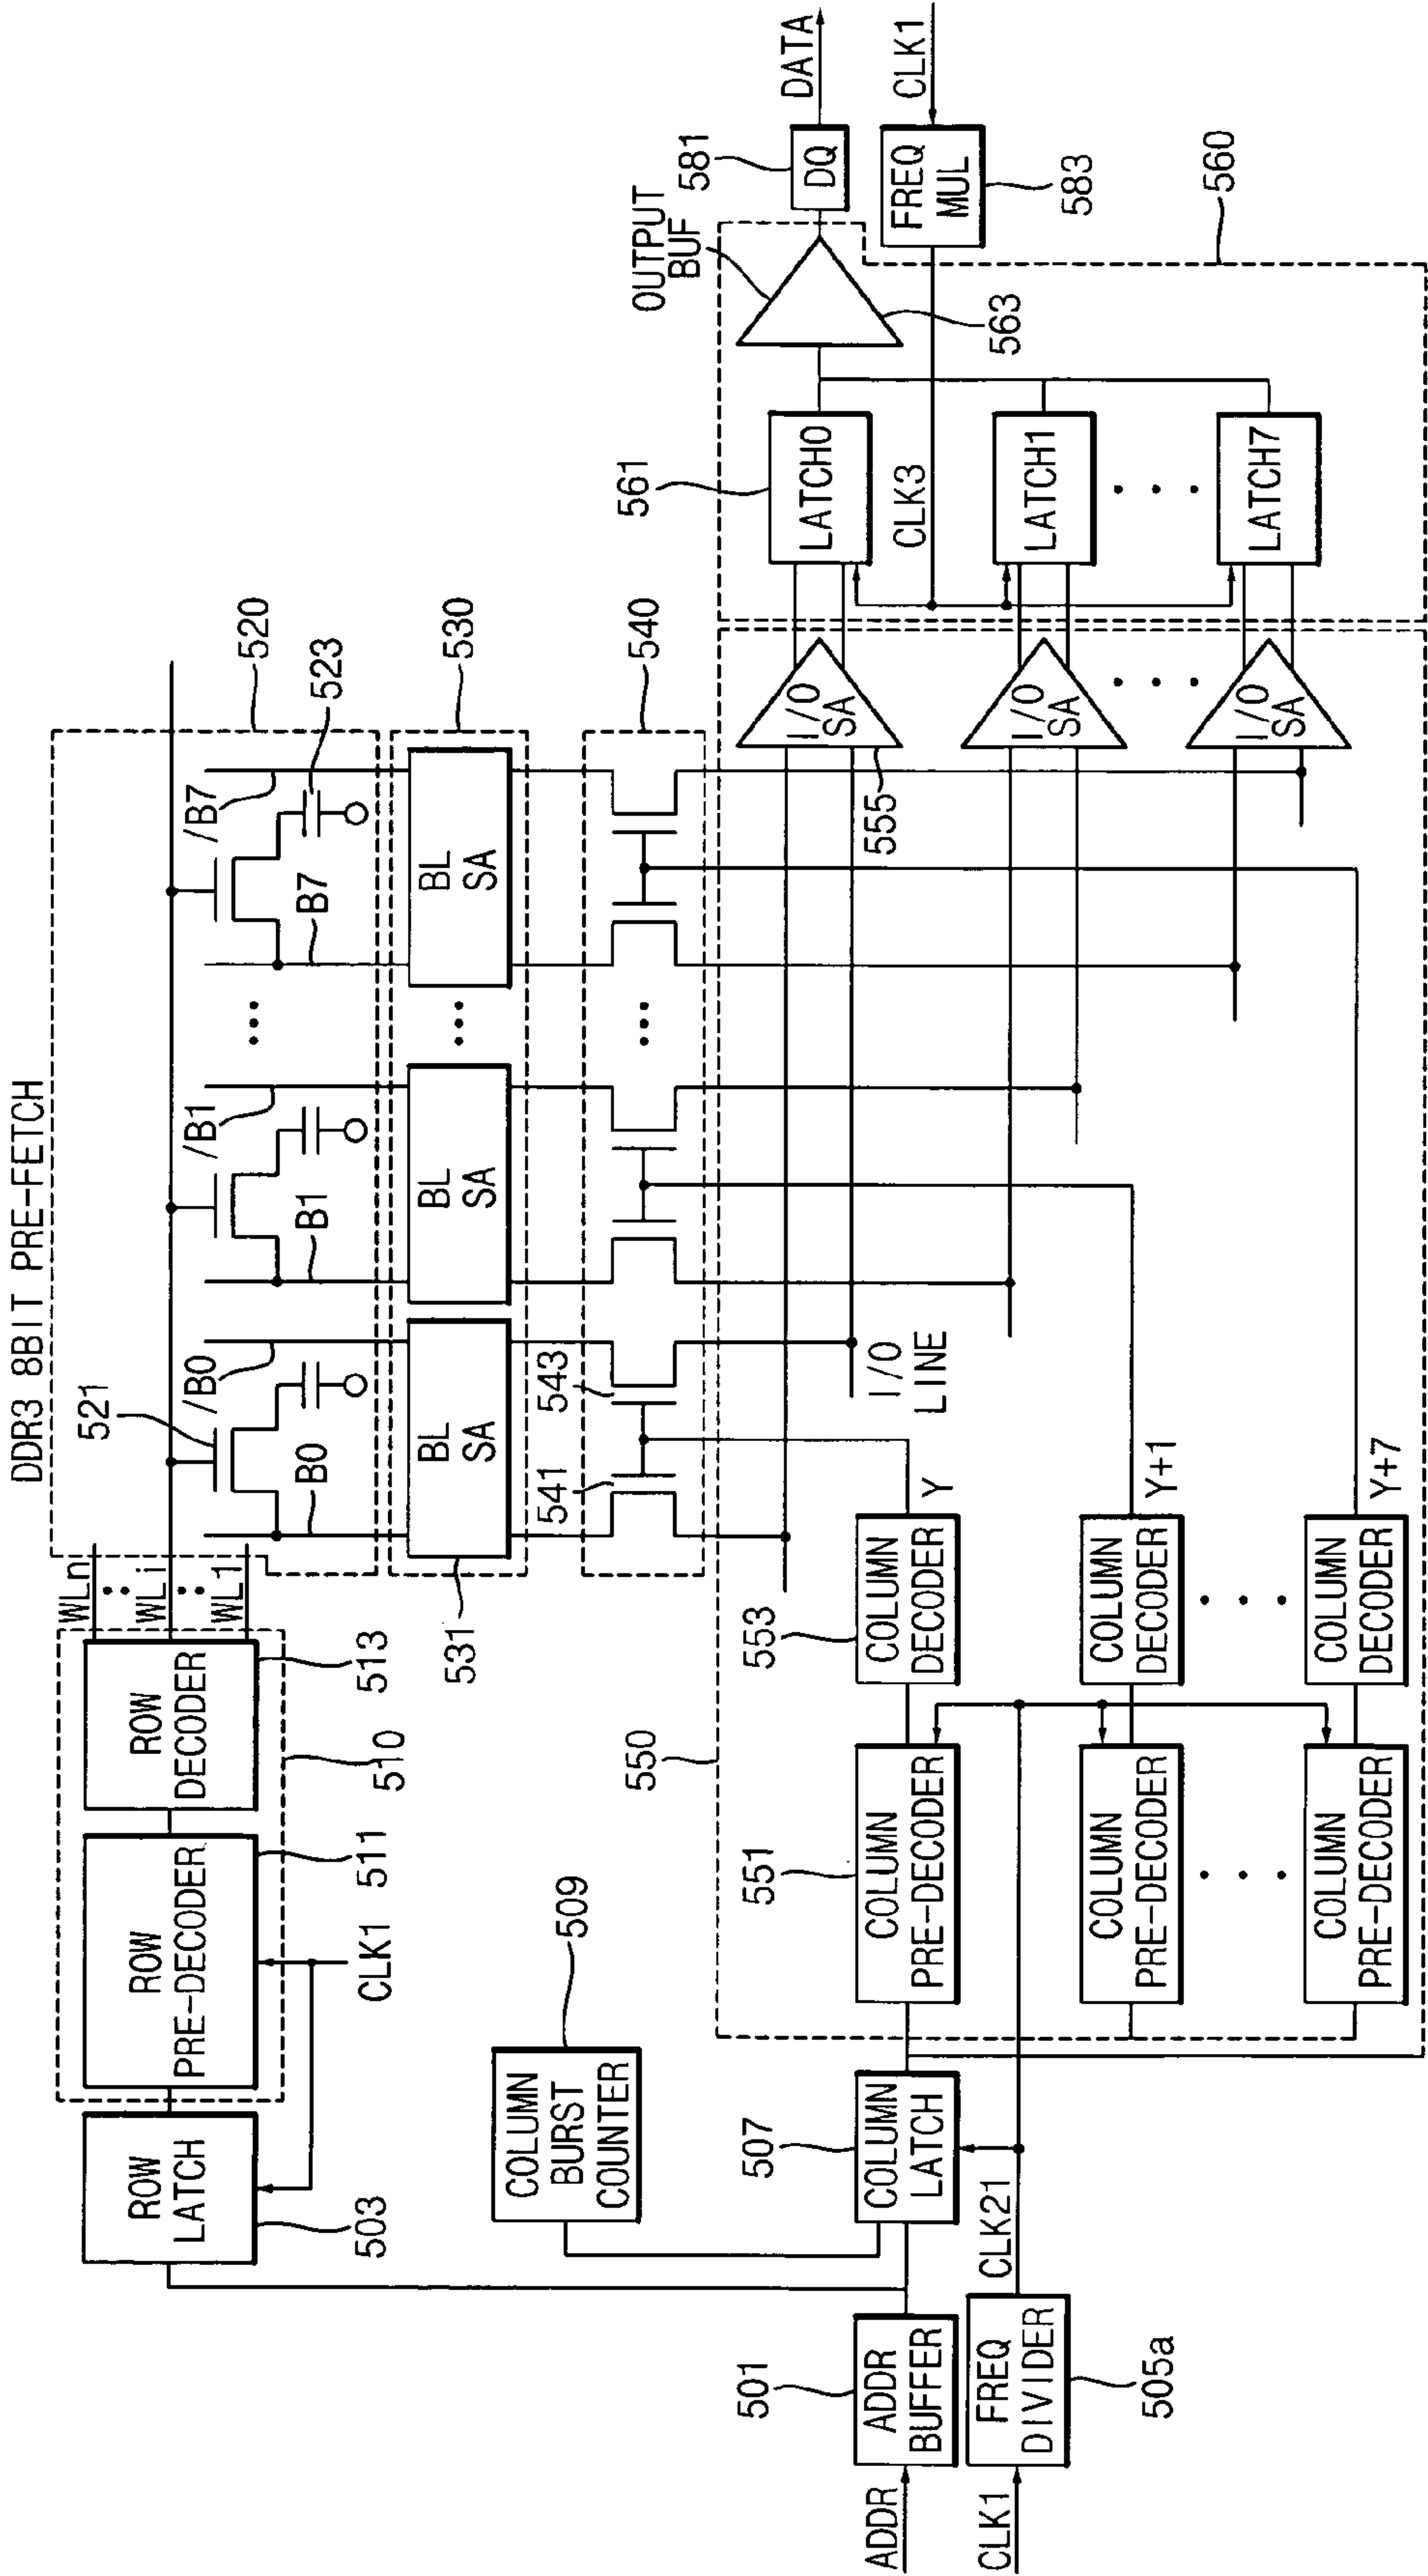 DDR3 8BIT PRE-FETCH
ROW
LATCH
503
ROW
PRE-DECODER
511
CLK1
ROW
DECODER
513
510
WLn
WLi
WL1
521
/B0
B0
/B1
B1
/B7
B7
523
520
BL
SA
BL
SA
BL
SA
531
530
541
543
540
COLUMN
BURST
COUNTER
509
ADDR
ADDR
BUFFER
501
CLK1
FREQ
DIVIDER
505a
CLK21
COLUMN
LATCH
507
550
COLUMN
PRE-DECODER
551
COLUMN
DECODER
553
Y
COLUMN
PRE-DECODER
COLUMN
DECODER
Y+1
COLUMN
PRE-DECODER
COLUMN
DECODER
Y+7
I/O
LINE
I/O
SA
555
I/O
SA
I/O
SA
561
LATCH0
CLK3
LATCH1
LATCH7
OUTPUT
BUF
563
581
DQ
DATA
FREQ
MUL
583
CLK1
560